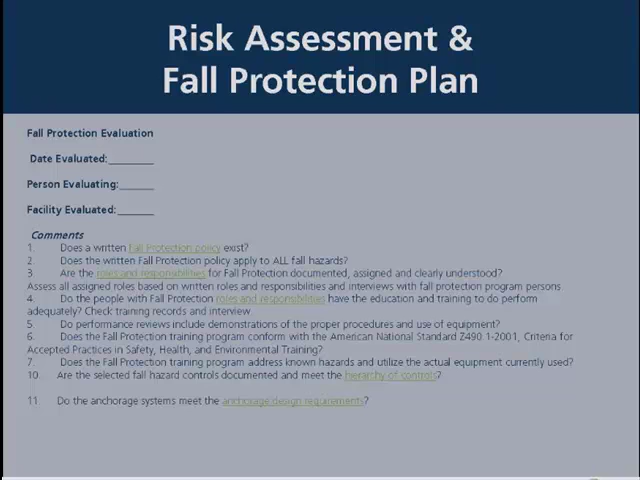 Risk Assessment &
Fall Protection Plan
Fall Protection Evaluation
Date Evaluated:________
Person Evaluating:______
Facility Evaluated:______
Comments
1. Does a written Fall Protection policy exist?
2. Does the written Fall Protection policy apply to ALL fall hazards?
3. Are the roles and responsibilities for Fall Protection documented, assigned and clearly understood?
Assess all assigned roles based on written roles and responsibilities and interviews with fall protection program persons
4. Do the people with Fall Protection roles and responsibilities have the education and training to do perform
adequately? Check training records and interview
5. Do performance reviews include demonstrations of the proper procedures and use of equipment?
6. Does the Fall Protection training program conform with the American National Standard Z490 1-2001, Criteria for
Accepted Practices in Safety, Health, and Environmental Training?
7. Does the Fall Protection training program address known hazards and utilize the actual equipment currently used?
10. Are the selected fall hazard controls documented and meet the hierarchy of controls?
11. Do the anchorage systems meet the anchorage design requirements?